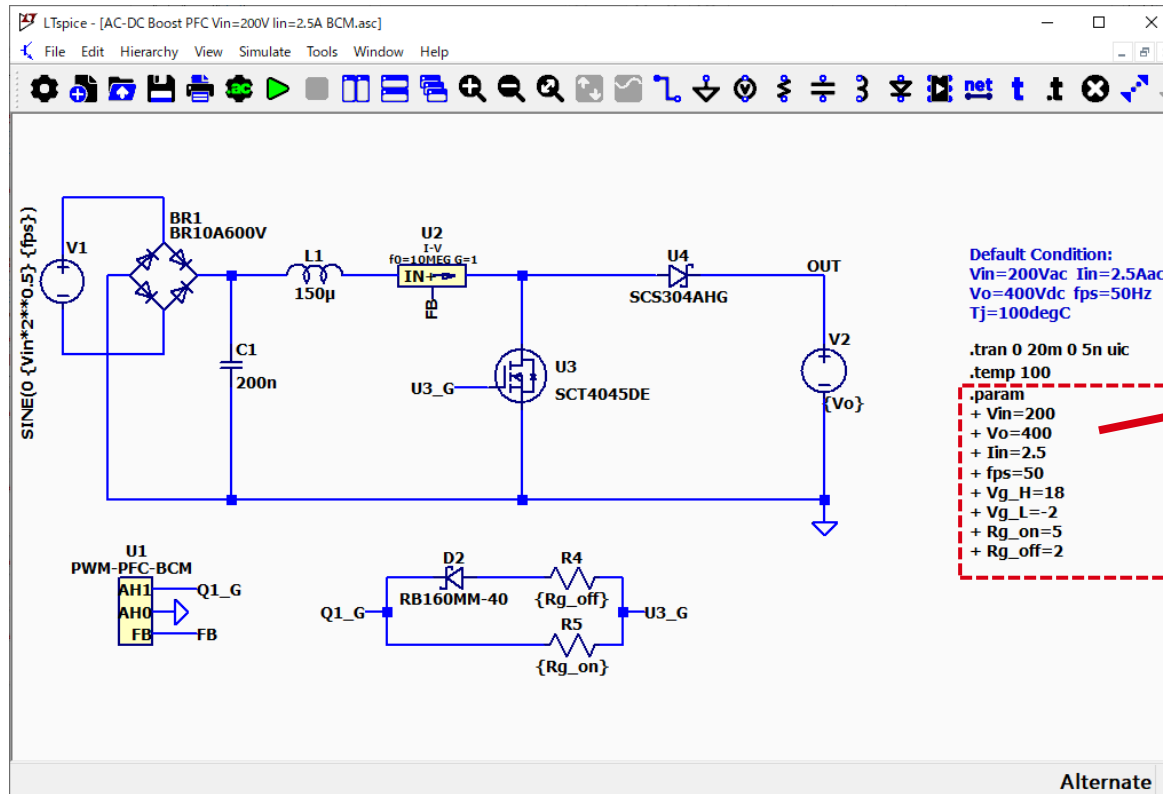 LTspice - [AC-DC Boost PFC Vin=200V Iin=2.5A BCM.asc]
File Edit Hierarchy View Simulate Tools Window Help
ac
net t .t
SINE(0 {Vin*2**0.5} {fps})
V1
BR1
BR10A600V
L1
150µ
U2
I-V
f0=10MEG G=1
IN+
FB
U4
SCS304AHG
OUT
C1
200n
U3_G
U3
SCT4045DE
V2
{Vo}
Default Condition:
Vin=200Vac Iin=2.5Aac
Vo=400Vdc fps=50Hz
Tj=100degC
.tran 0 20m 0 5n uic
.temp 100
.param
+ Vin=200
+ Vo=400
+ Iin=2.5
+ fps=50
+ Vg_H=18
+ Vg_L=-2
+ Rg_on=5
+ Rg_off=2
U1
PWM-PFC-BCM
AH1
Q1_G
AH0
FB
FB
D2
RB160MM-40
R4
{Rg_off}
Q1_G
U3_G
R5
{Rg_on}
Alternate